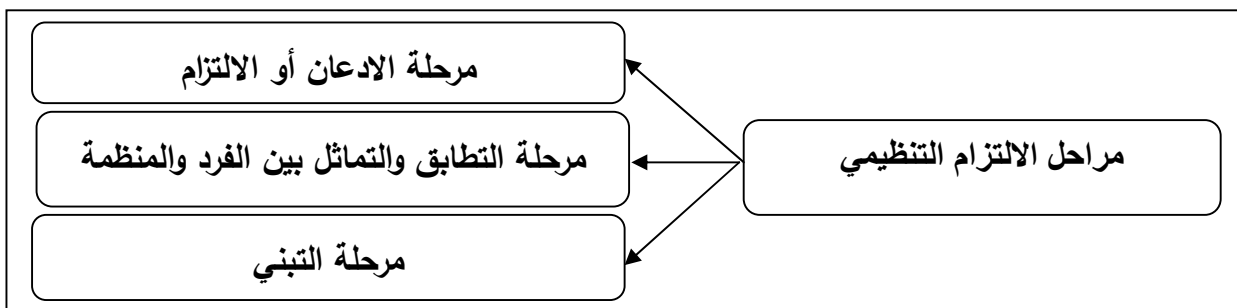 مراحل الالتزام التنظيمي
مرحلة الادعان أو الالتزام
مرحلة التطابق والتماثل بين الفرد والمنظمة
مرحلة التبني